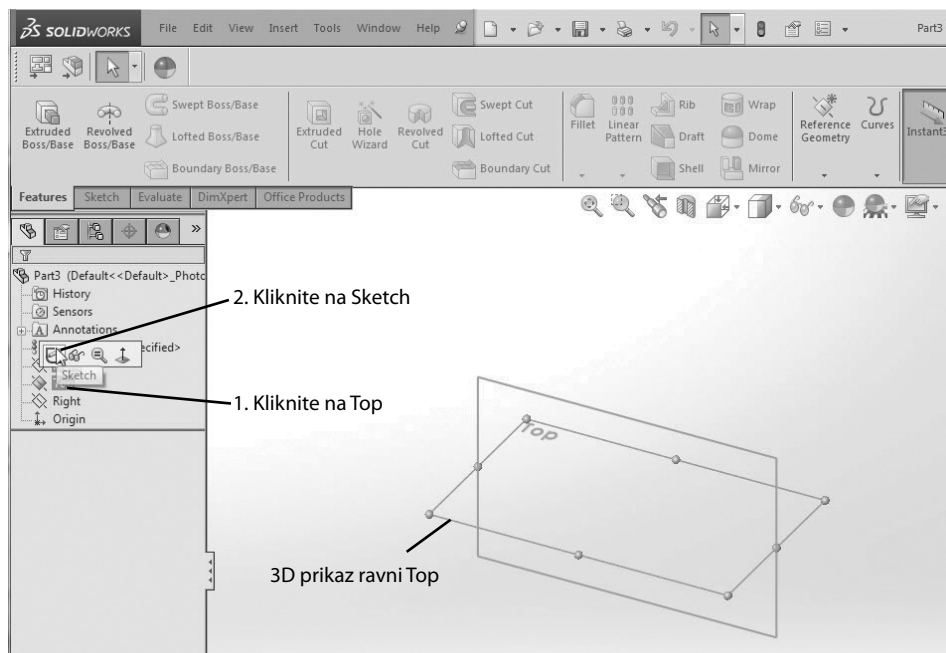 SOLIDWORKS File Edit View Insert Tools Window Help Part3
Extruded Boss/Base
Revolved Boss/Base
Swept Boss/Base
Lofted Boss/Base
Boundary Boss/Base
Extruded Cut
Hole Wizard
Revolved Cut
Swept Cut
Lofted Cut
Boundary Cut
Fillet
Linear Pattern
Rib
Draft
Shell
Wrap
Dome
Mirror
Reference Geometry
Curves
Features Sketch Evaluate DimXpert Office Products
Part3 (Default<<Default>_Photo
History
Sensors
Annotations
ecified>
Sketch
Right
Origin
2. Kliknite na Sketch
1. Kliknite na Top
Top
3D prikaz ravni Top